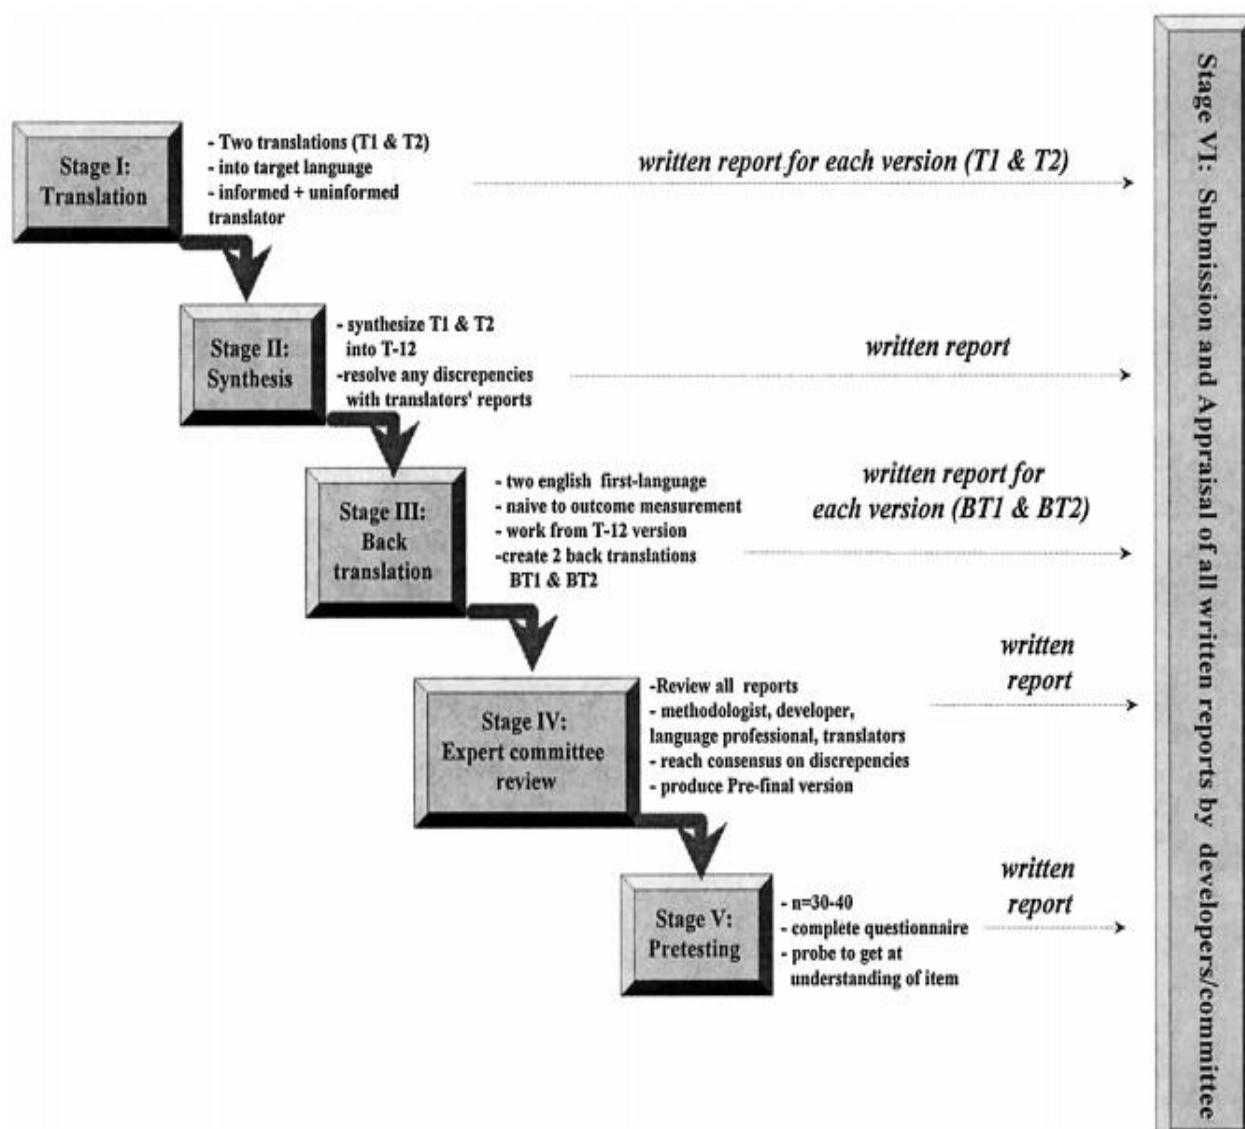 Stage I:
Translation
- Two translations (T1 & T2)
- into target language
- informed + uninformed
translator
written report for each version (T1 & T2)
Stage II:
Synthesis
- synthesize T1 & T2
into T-12
-resolve any discrepencies
with translators' reports
written report
Stage III:
Back
translation
- two english first-language
- naive to outcome measurement
- work from T-12 version
-create 2 back translations
BT1 & BT2
written report for
each version (BT1 & BT2)
Stage IV:
Expert committee
review
-Review all reports
- methodologist, developer,
language professional, translators
- reach consensus on discrepencies
- produce Pre-final version
written
report
Stage V:
Pretesting
- n=30-40
- complete questionnaire
- probe to get at
understanding of item
written
report
Stage VI: Submission and Appraisal of all written reports by developers/committee